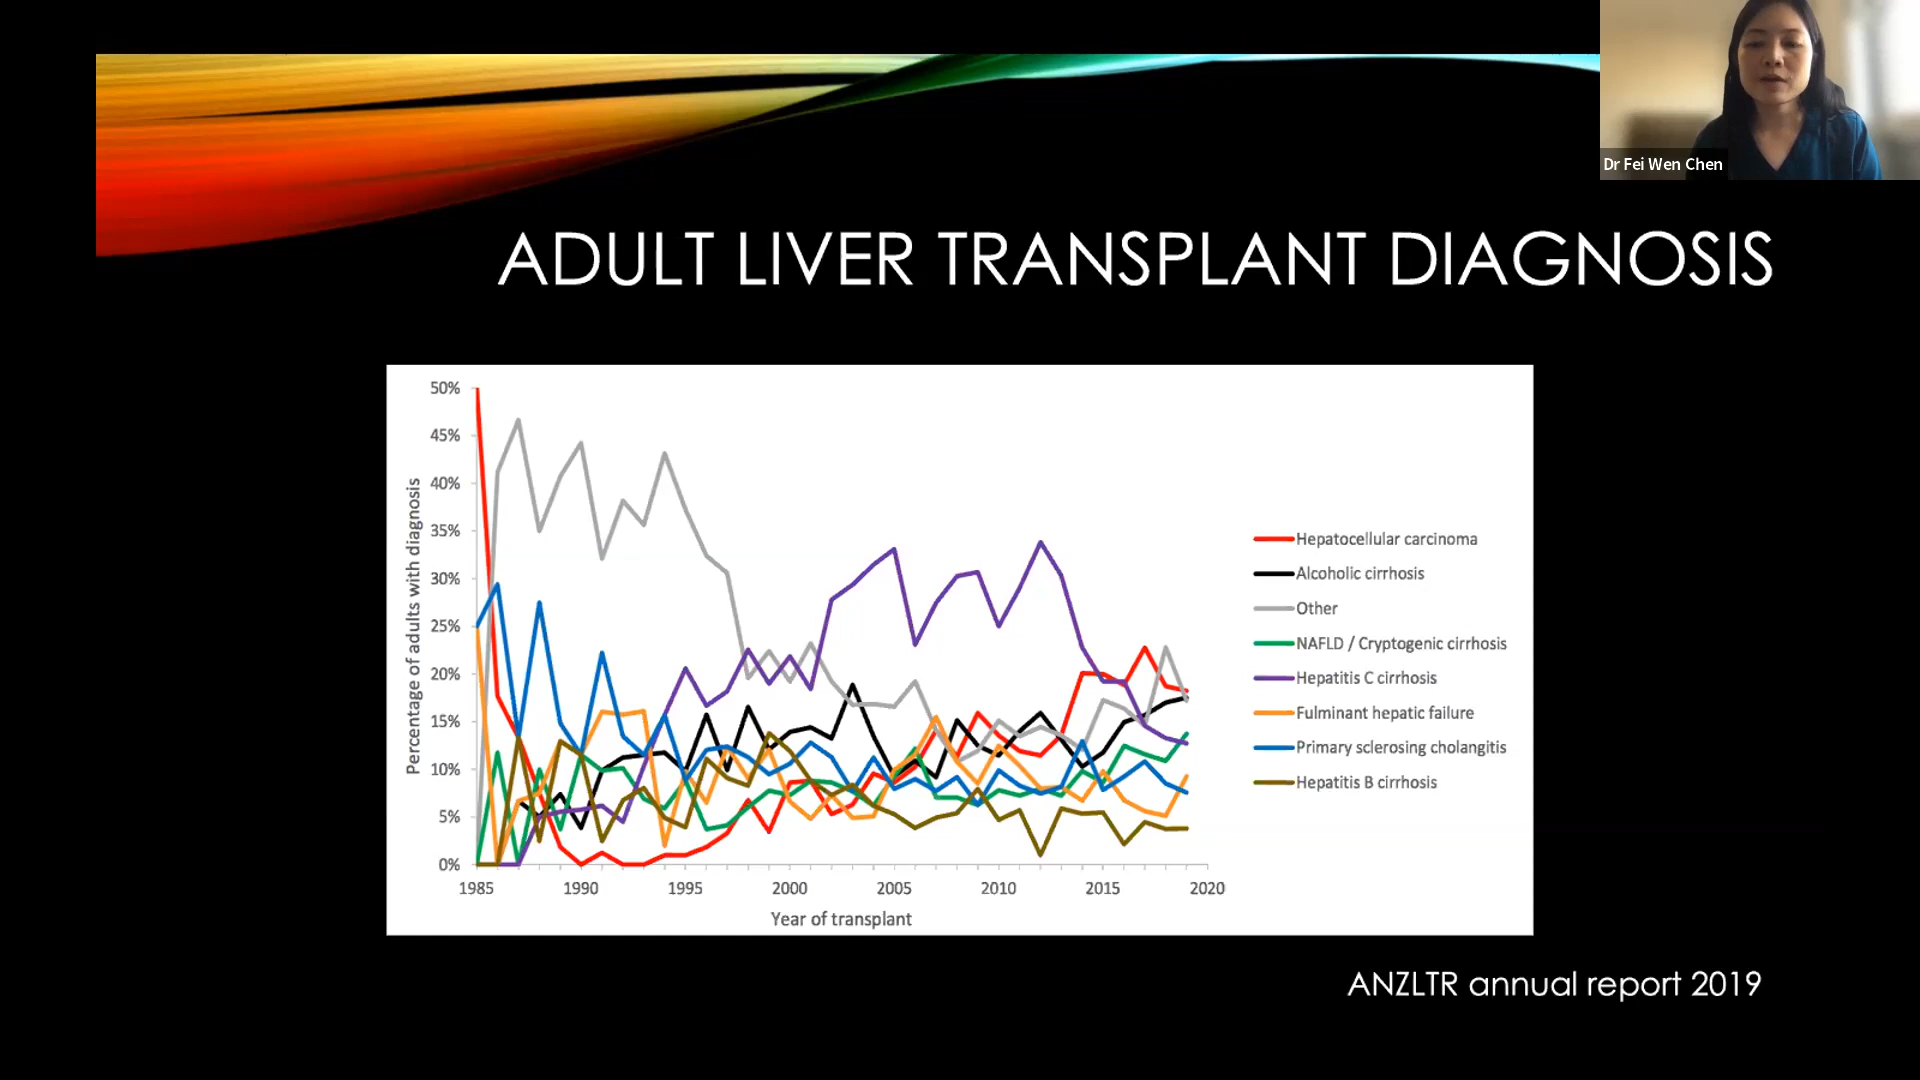 Dr Fei Wen Chen
ADULT LIVER TRANSPLANT DIAGNOSIS
50%
45%
40%
35%
30%
25%
20%
15%
10%
5%
0%
Percentage of adults with diagnosis
1985 1990 1995 2000 2005 2010 2015 2020
Year of transplant
Hepatocellular carcinoma
Alcoholic cirrhosis
Other
NAFLD / Cryptogenic cirrhosis
Hepatitis C cirrhosis
Fulminant hepatic failure
Primary sclerosing cholangitis
Hepatitis B cirrhosis
ANZLTR annual report 2019